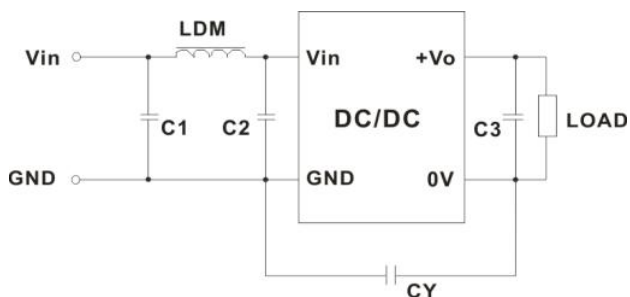 LDM
Vin
Vin
+Vo
C1
C2
DC/DC
C3
LOAD
GND
GND
0V
CY